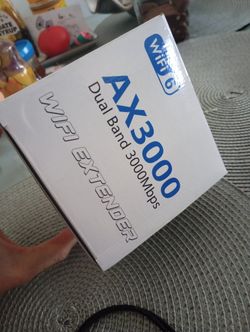 WiFi 6
AX3000
Dual Band 3000Mbps
WIFI EXTENDER